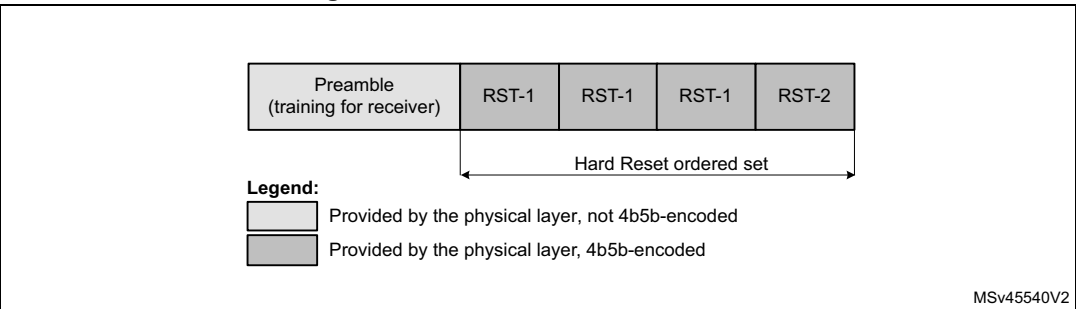 Preamble
(training for receiver)
RST-1
RST-1
RST-1
RST-2
Hard Reset ordered set
Legend:
Provided by the physical layer, not 4b5b-encoded
Provided by the physical layer, 4b5b-encoded
MSv45540V2